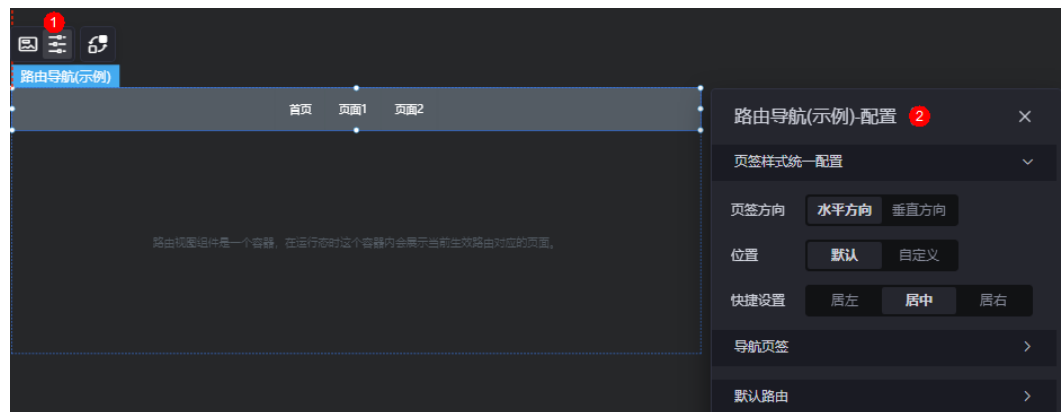 1
路由导航(示例)
首页 页面1 页面2
路由视图组件是一个容器，在运行态时这个容器内会展示当前生效路由对应的页面。
路由导航(示例)-配置 2
页签样式统一配置
页签方向 水平方向 垂直方向
位置 默认 自定义
快捷设置 居左 居中 居右
导航页签
默认路由